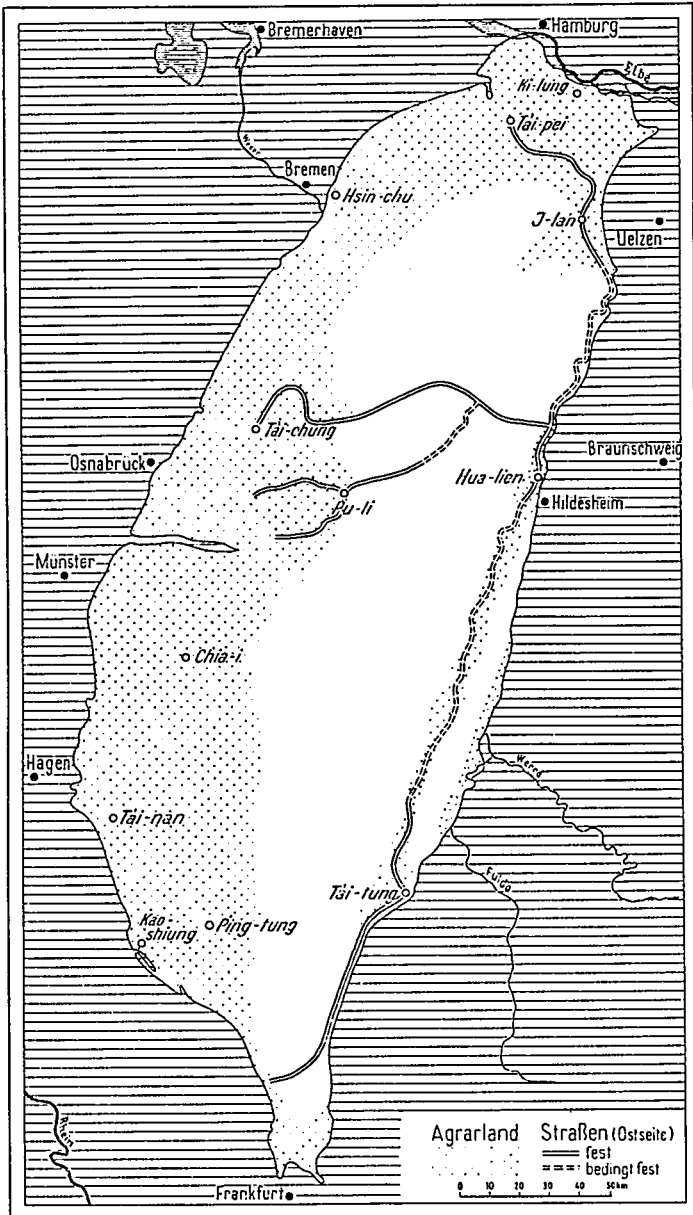 Bremerhaven
Hamburg
Elbe
Ki-lung
Tai-pei
Weser
Bremen
Hsin-chu
J-lan
Uelzen
Tai-chung
Braunschweig
Osnabrück
Hua-lien
Pu-li
Hildesheim
Münster
Chia-i
Hagen
Werra
Tai-nan
Fulda
Tai-tung
Kao-
shiung
Ping-tung
Rhein
Agrarland Straßen (Ostseite)
fest
bedingt fest
0 10 20 30 40 50km
Frankfurt